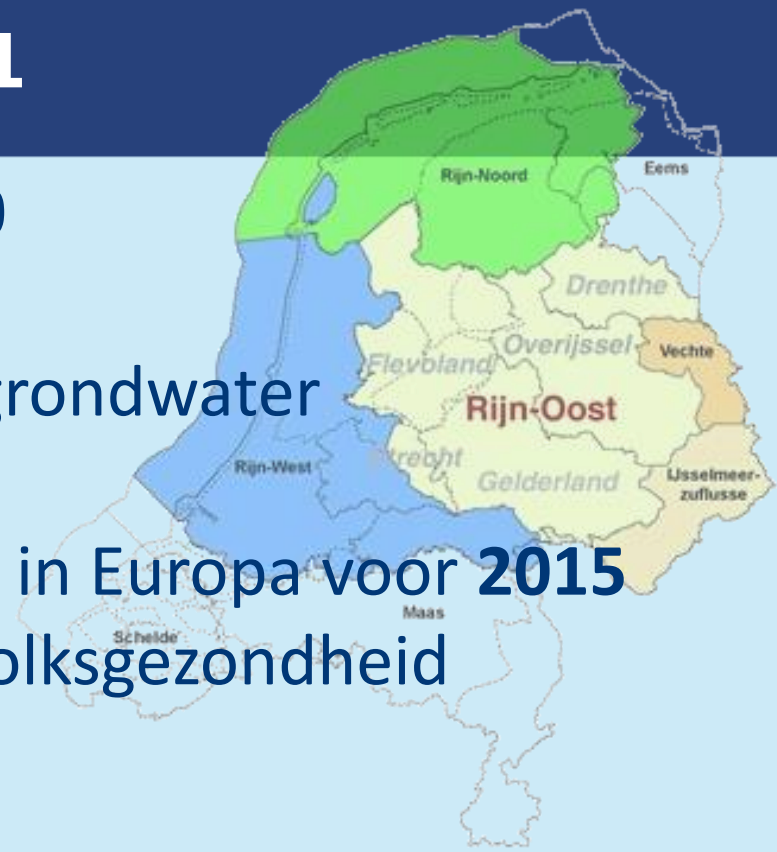 1
Rijn-Noord
Eems
)
Drenthe
Overijssel
Vechte
Flevoland
grondwater
Rijn-Oost
Rijn-West
Utrecht
Gelderland
IJsselmeer-
zuflusse
in Europa voor 2015
Maas
Schelde
olksgezondheid